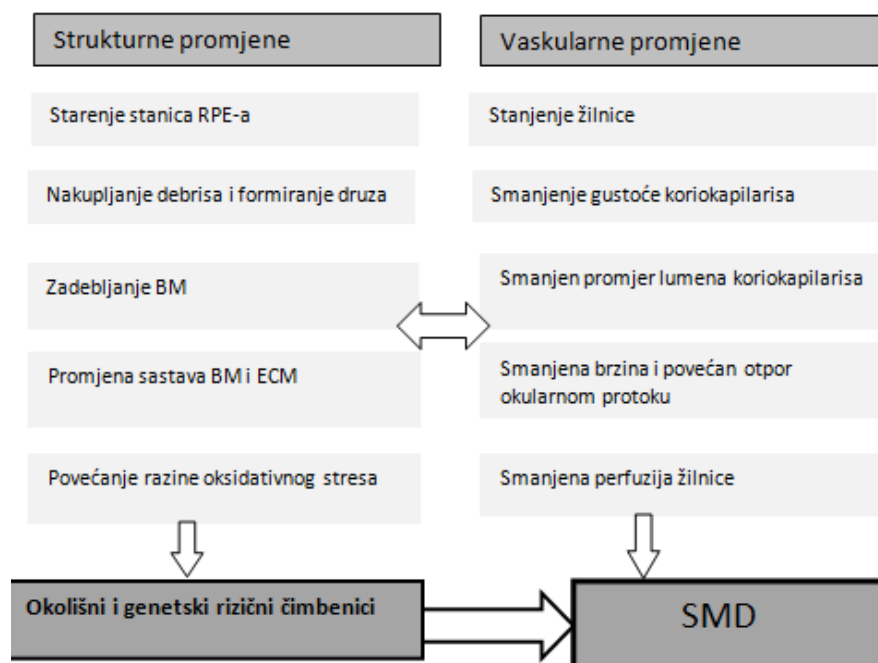 Strukturne promjene
Starenje stanica RPE-a
Nakupljanje debrisa i formiranje druza
Zadebljanje BM
Promjena sastava BM i ECM
Povećanje razine oksidativnog stresa
Vaskularne promjene
Stanjenje žilnice
Smanjenje gustoće koriokapilarisa
Smanjen promjer lumena koriokapilarisa
Smanjena brzina i povećan otpor
okularnom protoku
Smanjena perfuzija žilnice
Okolišni i genetski rizični čimbenici
SMD